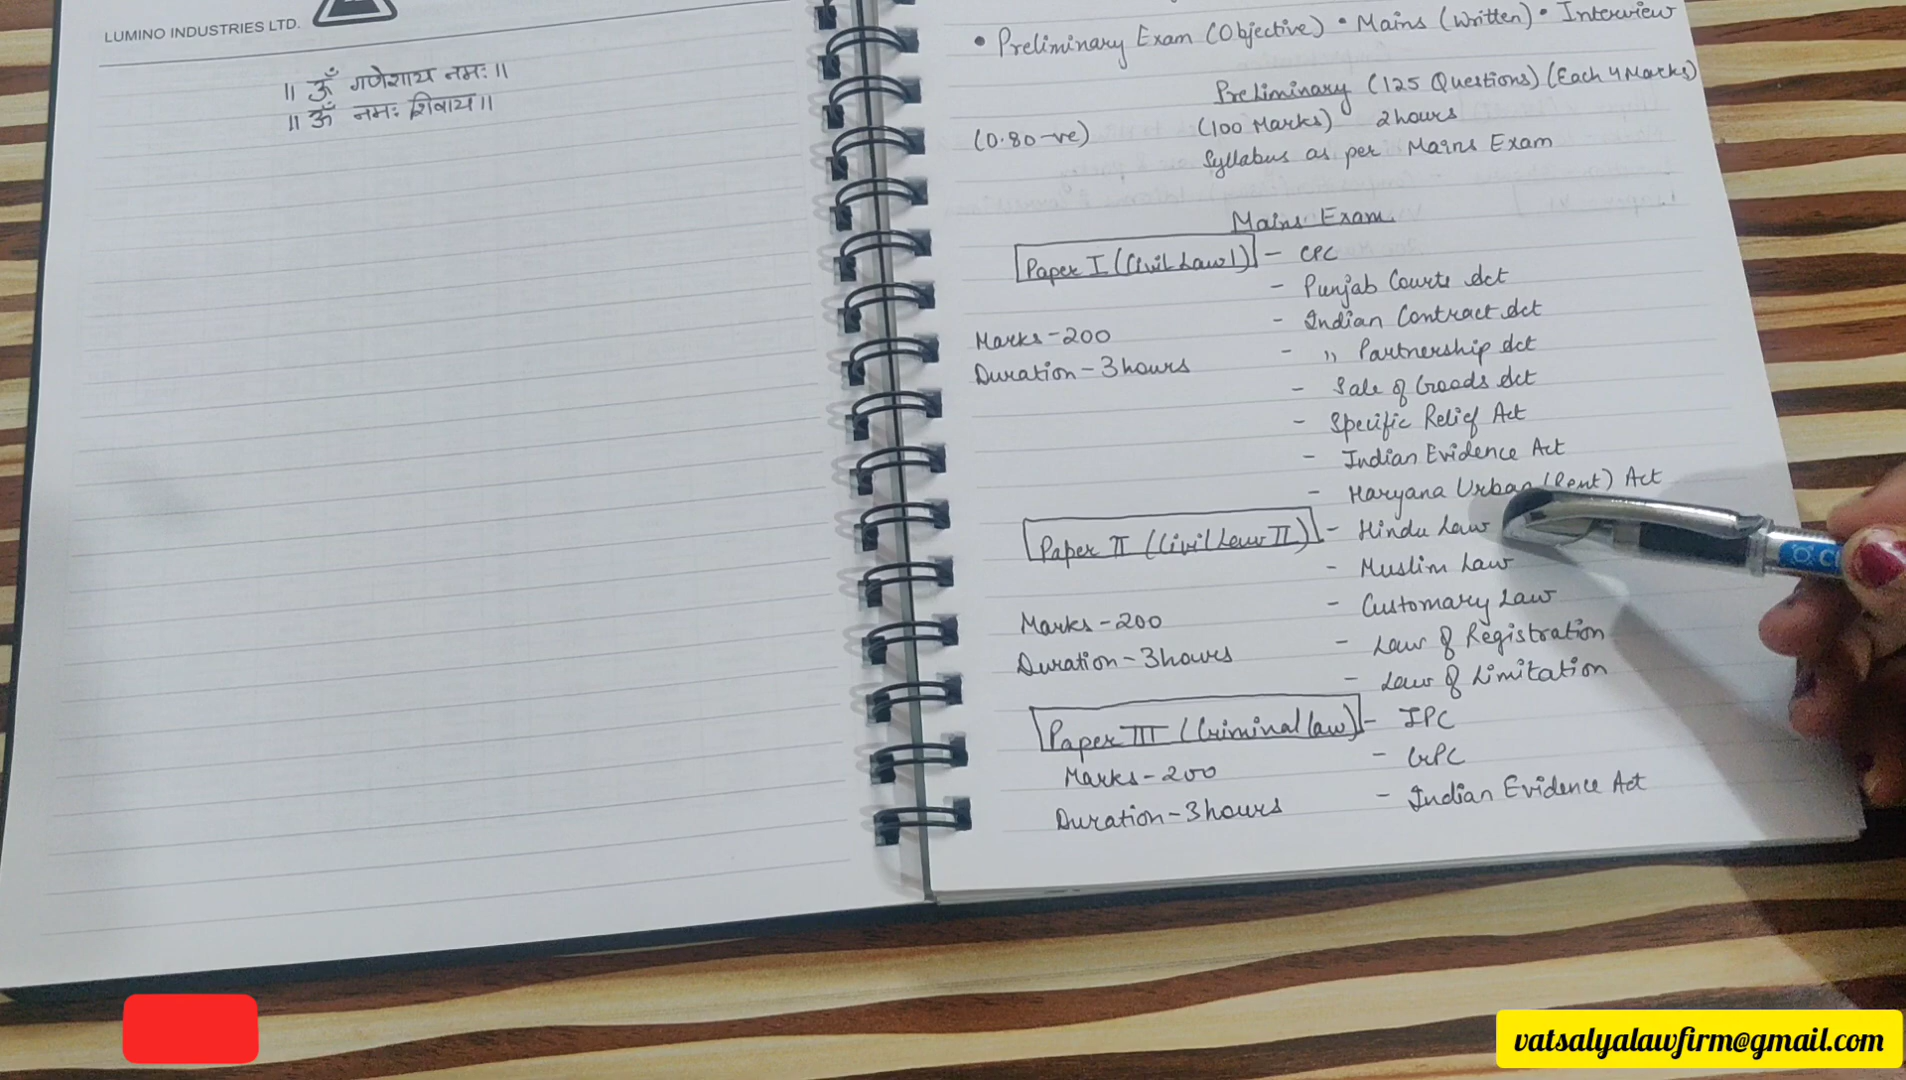 LUMINO INDUSTRIES LTD.
॥ ॐ गणेशाय नमः ॥
॥ ॐ नमः शिवाय ॥
• Preliminary Exam (Objective) • Mains (Written) • Interview
Preliminary (125 Questions) (Each 4 Marks)
(0.80-ve) (100 Marks) 2 hours
Syllabus as per Mains Exam
Mains Exam
Paper I (Civil Law I) - CPC
- Punjab Courts Act
- Indian Contract Act
Marks - 200
- " Partnership Act
Duration - 3 hours
- Sale of Goods Act
- Specific Relief Act
- Indian Evidence Act
- Haryana Urban (Rent) Act
Paper II (Civil Law II) - Hindu Law
- Muslim Law
- Customary Law
Marks - 200
- Law of Registration
Duration - 3 hours
- Law of Limitation
Paper III (Criminal law) - IPC
Marks - 200
- CrPC
Duration - 3 hours
- Indian Evidence Act
vatsalyalawfirm@gmail.com